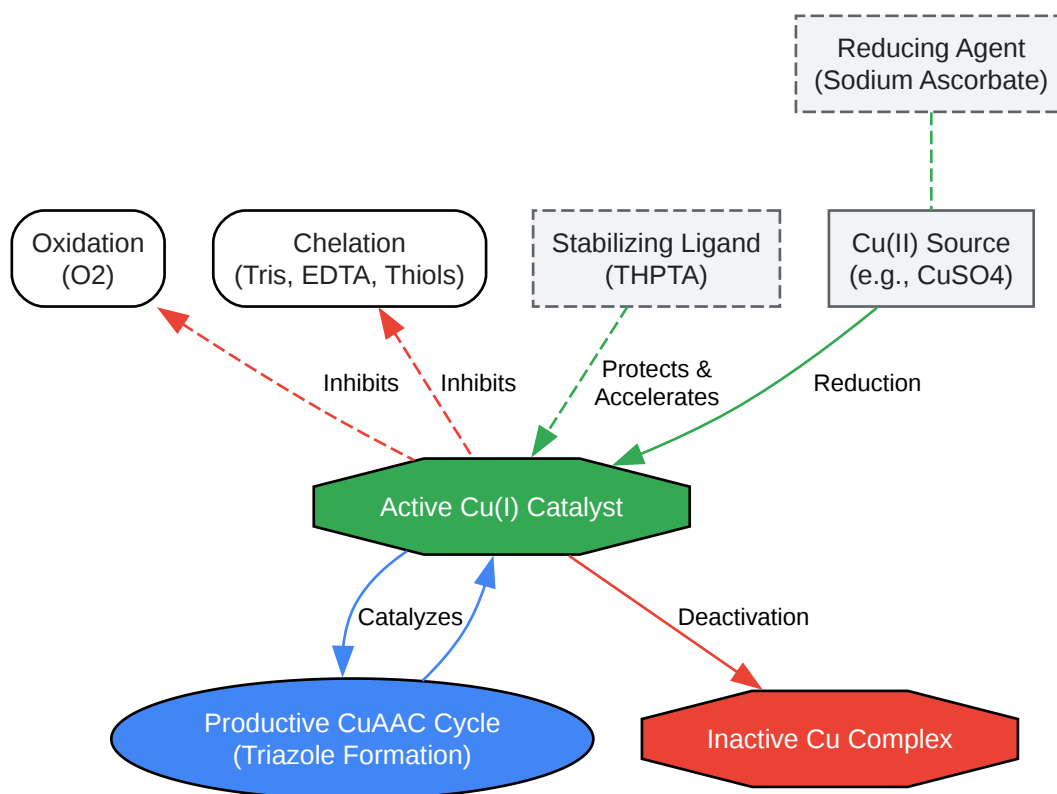 Reducing Agent
(Sodium Ascorbate)
Oxidation
(O2)
Chelation
(Tris, EDTA, Thiols)
Stabilizing Ligand
(THPTA)
Cu(II) Source
(e.g., CuSO4)
Inhibits
Inhibits
Protects &
Accelerates
Reduction
Active Cu(I) Catalyst
Catalyzes
Deactivation
Productive CuAAC Cycle
(Triazole Formation)
Inactive Cu Complex